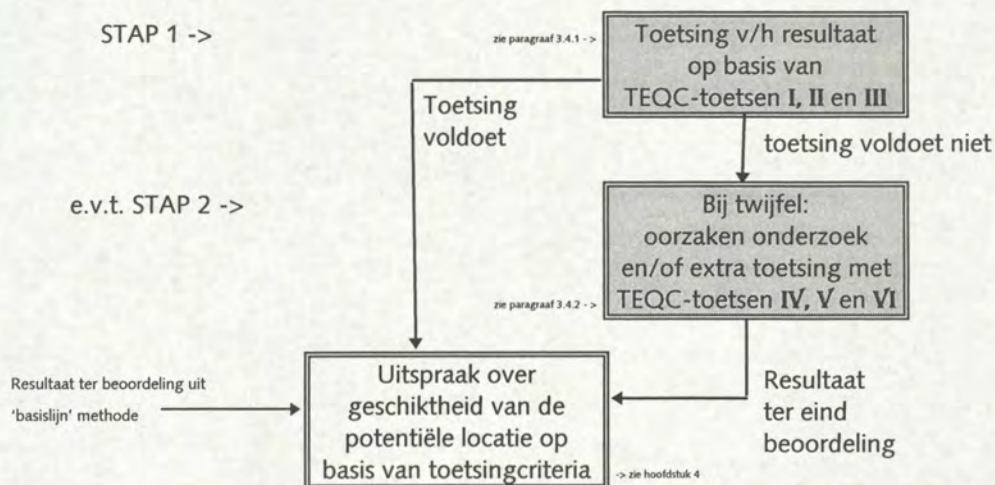 STAP 1 ->
zie paragraaf 3.4.1 - >
Toetsing v/h resultaat
op basis van
TEQC-toetsen I, II en III
Toetsing
voldoet
toetsing voldoet niet
e.v.t. STAP 2 ->
Bij twijfel:
oorzaken onderzoek
en/of extra toetsing met
TEQC-toetsen IV, V en VI
zie paragraaf 3.4.2 - >
Resultaat ter beoordeling uit
'basislijn' methode
Uitspraak over
geschiktheid van de
potentiële locatie op
basis van toetsingcriteria
Resultaat
ter eind
beoordeling
-> zie hoofdstuk 4